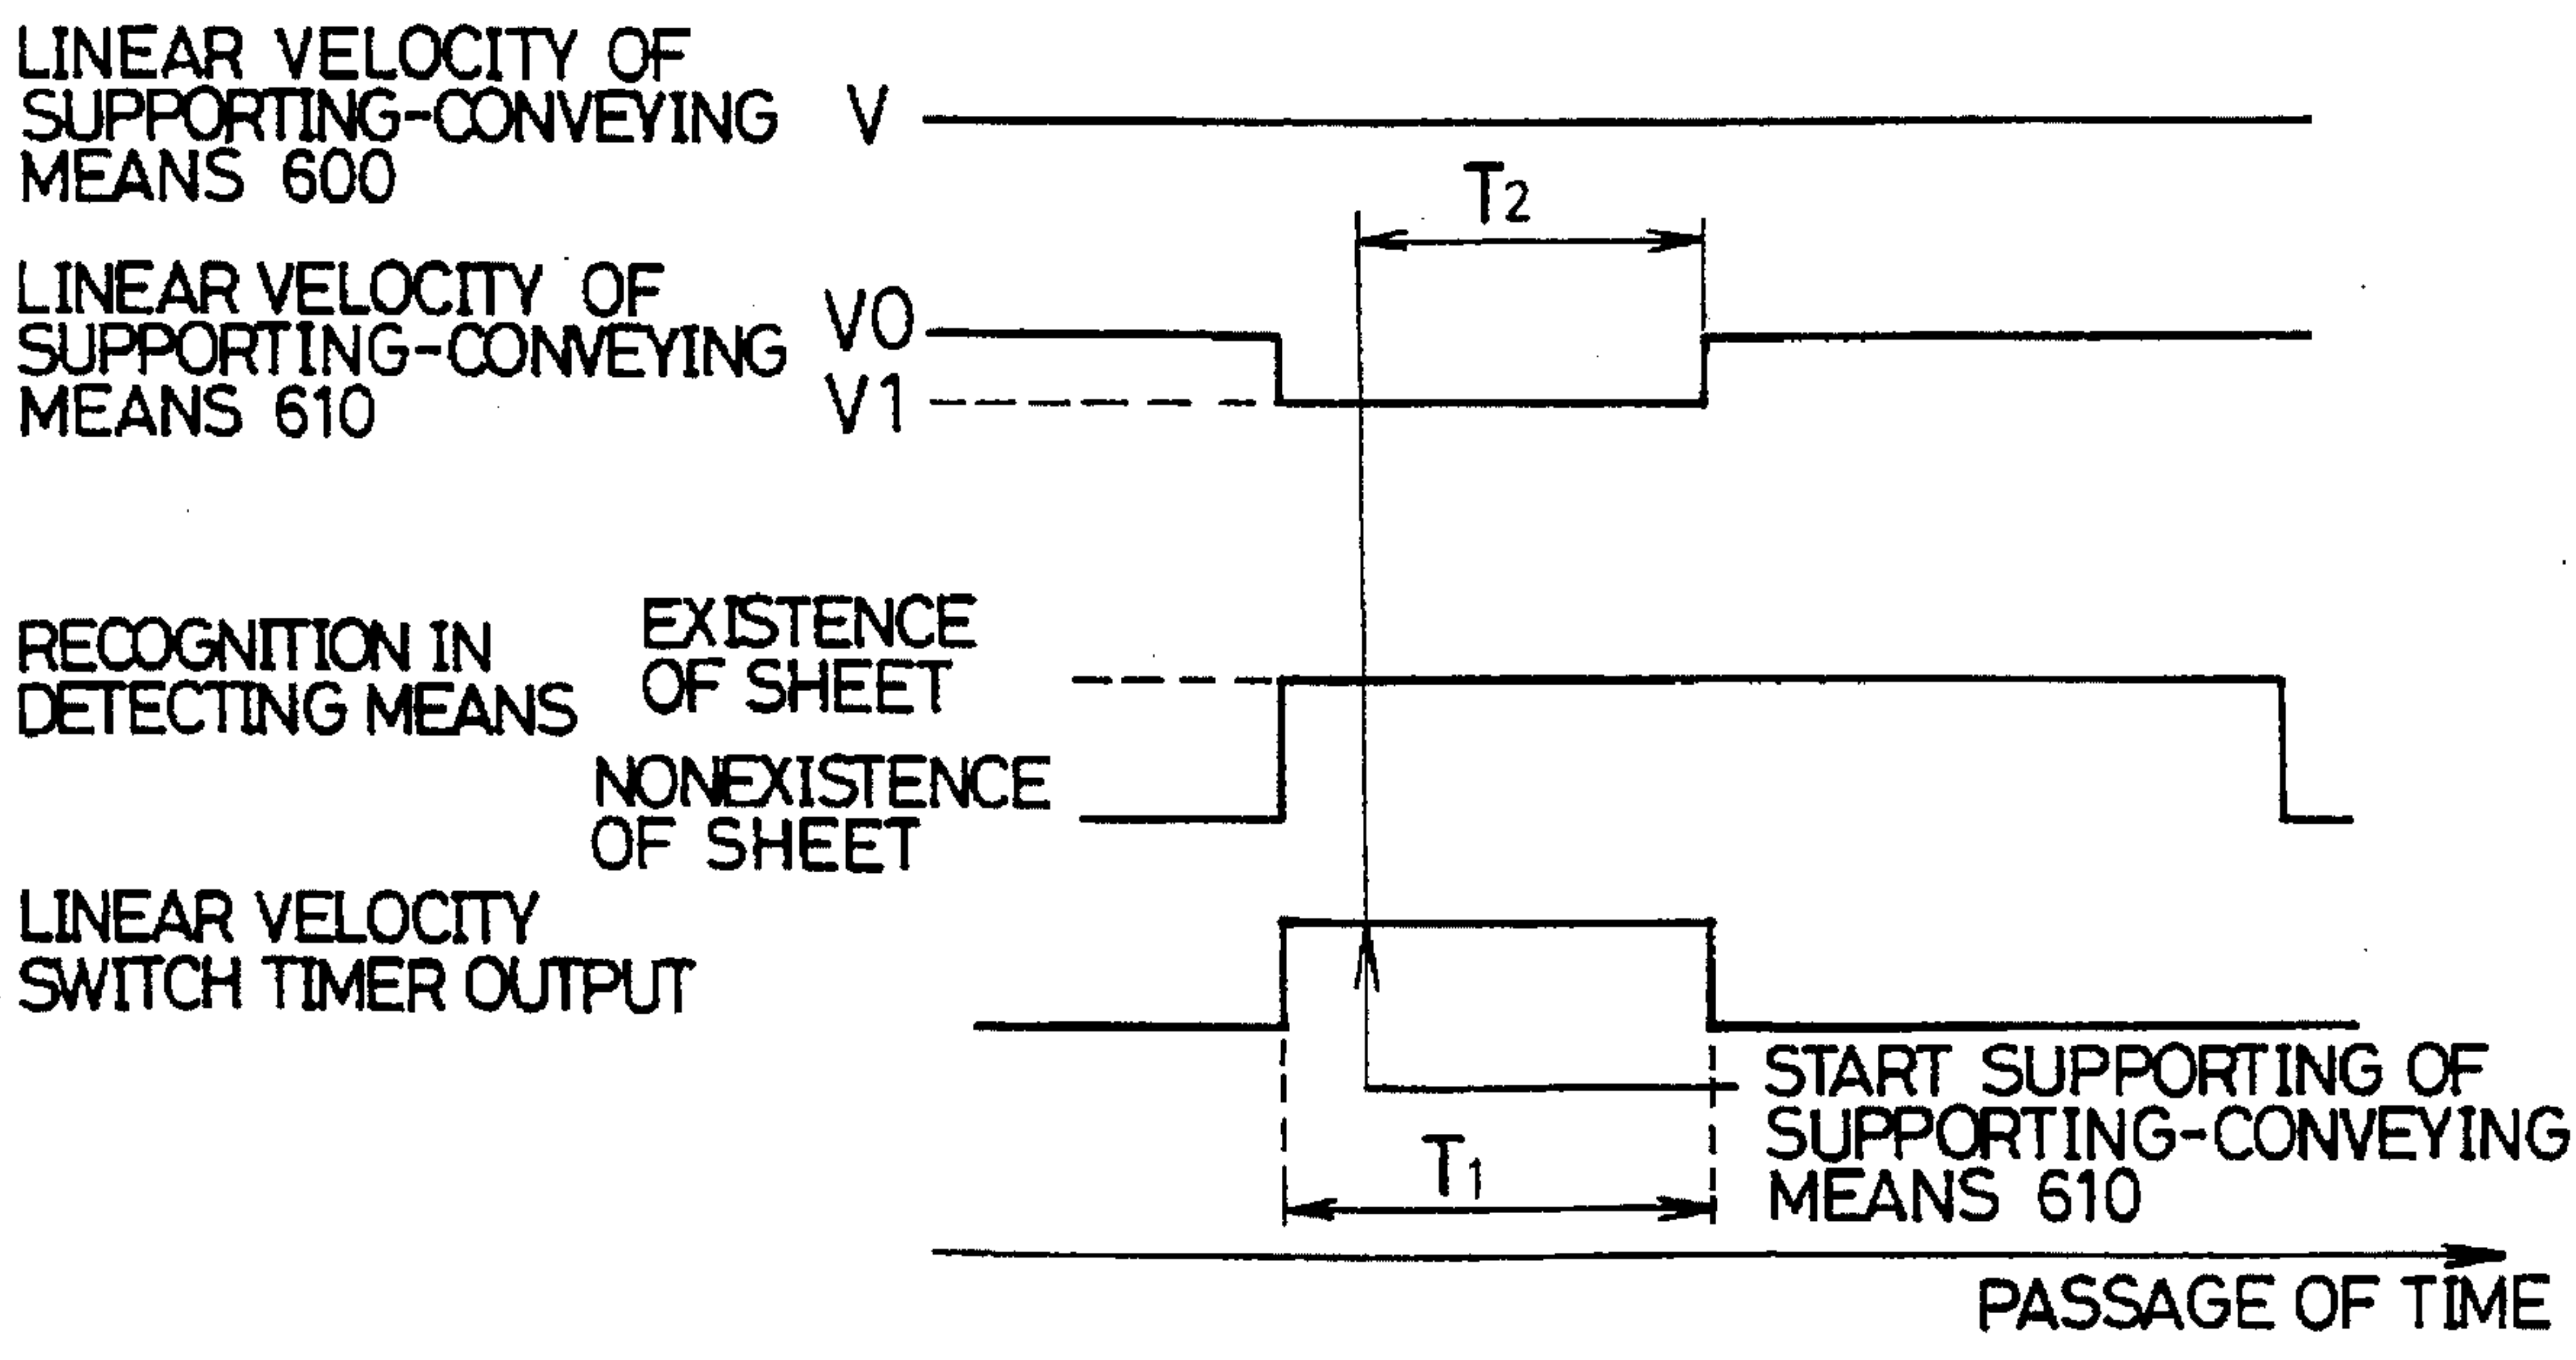 LINEAR VELOCITY OF
SUPPORTING-CONVEYING
MEANS 600
V
T2
LINEAR VELOCITY OF
SUPPORTING-CONVEYING
MEANS 610
V0
V1
RECOGNITION IN
DETECTING MEANS
EXISTENCE
OF SHEET
NONEXISTENCE
OF SHEET
LINEAR VELOCITY
SWITCH TIMER OUTPUT
START SUPPORTING OF
SUPPORTING-CONVEYING
MEANS 610
T1
PASSAGE OF TIME